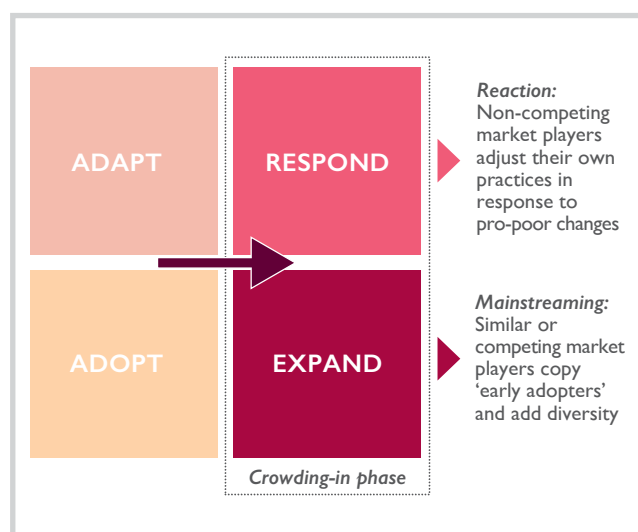 ADAPT
RESPOND
Reaction:
Non-competing
market players
adjust their own
practices in
response to
pro-poor changes
ADOPT
EXPAND
Mainstreaming:
Similar or
competing market
players copy
‘early adopters’
and add diversity
Crowding-in phase